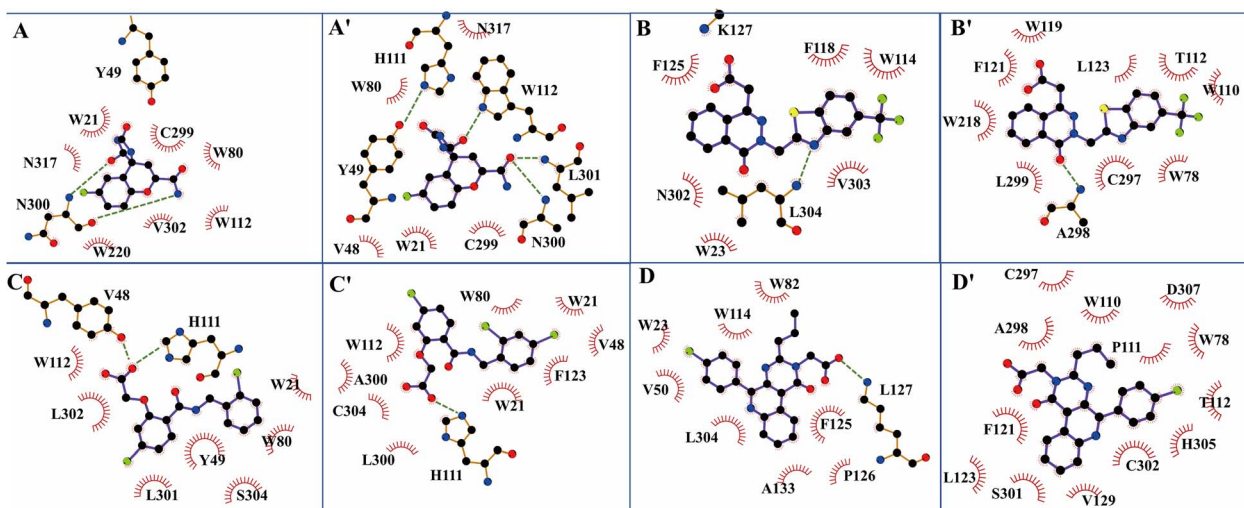 A
Y49
W21
C299
N317
W80
N300
V302
W112
W220
A'
N317
H111
W80
W112
Y49
L301
N300
V48
W21
C299
B
K127
F125
F118
W114
N302
V303
L304
W23
B'
W119
F121
L123
T112
W110
W218
L299
C297
W78
A298
C
V48
H111
W112
W21
L302
W80
Y49
L301
S304
C'
W80
W21
W112
V48
A300
F123
C304
W21
L300
H111
D
W82
W114
W23
V50
L127
L304
F125
A133
P126
D'
C297
D307
W110
A298
P111
W78
T112
F121
H305
C302
L123
S301
V129